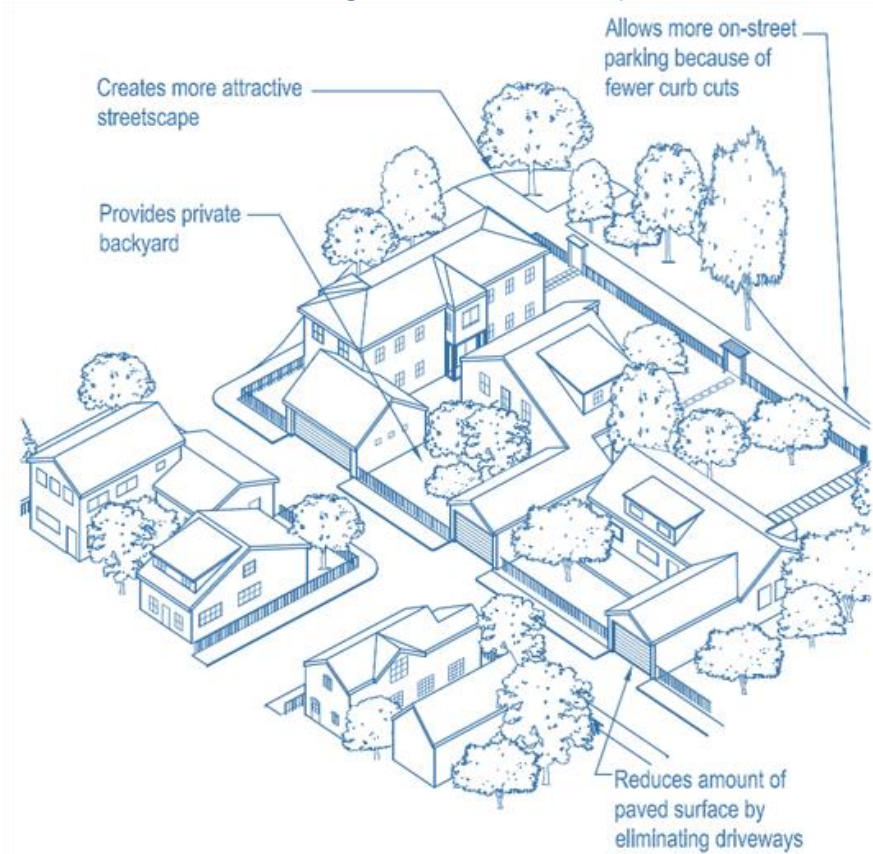 Allows more on-street
parking because of
fewer curb cuts
Creates more attractive
streetscape
Provides private
backyard
Reduces amount of
paved surface by
eliminating driveways